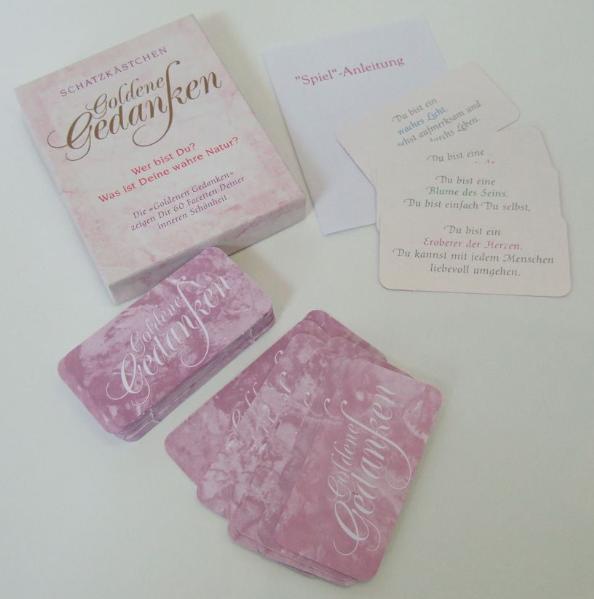 SCHATZKÄSTCHEN
Goldene
Gedanken
Wer bist Du?
Was ist Deine wahre Natur?
Die »Goldenen Gedanken«
zeigen Dir 60 Facetten Deiner
inneren Schönheit
"Spiel"-Anleitung
Du bist ein
waches Licht.
aufmerksam und
Leben.
Du bist eine
Du bist eine
Blume des Seins.
Du bist einfach Du selbst.
Du bist ein
Eroberer der Herzen.
Du kannst mit jedem Menschen
liebevoll umgehen.
Goldene
Gedanken
Goldene
Gedanken